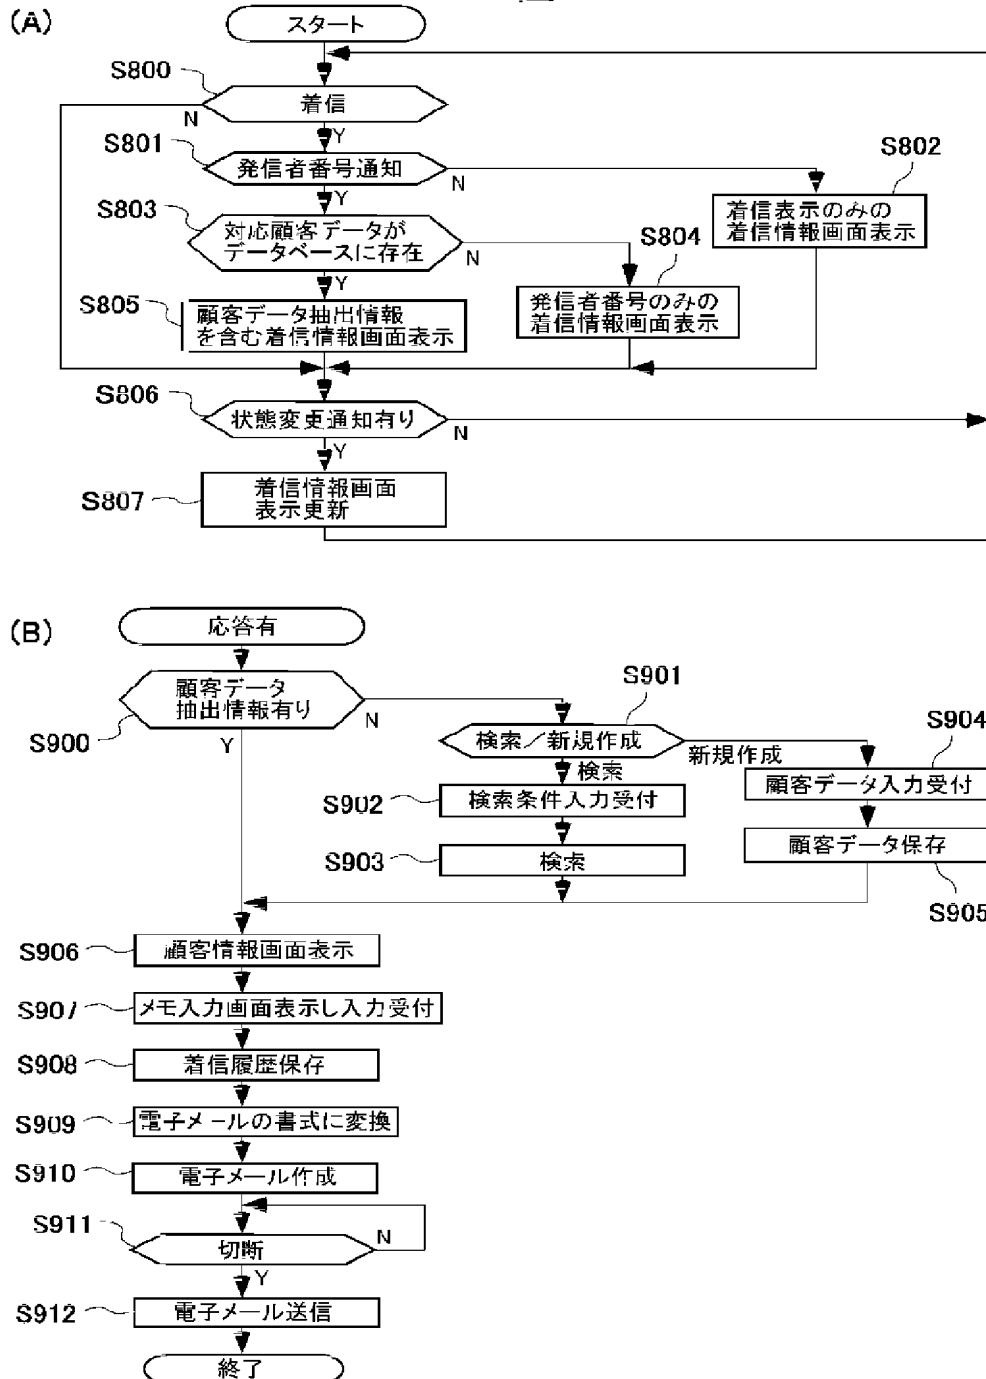 (A)
スタート
S800
着信
N
Y
S801
発信者番号通知
N
Y
S802
着信表示のみの
着信情報画面表示
S803
対応顧客データが
データベースに存在
N
Y
S804
発信者番号のみの
着信情報画面表示
S805
顧客データ抽出情報
を含む着信情報画面表示
S806
状態変更通知有り
N
Y
S807
着信情報画面
表示更新
(B)
応答有
顧客データ
抽出情報有り
S900
N
Y
S901
検索／新規作成
新規作成
検索
S904
顧客データ入力受付
S902
検索条件入力受付
S903
検索
顧客データ保存
S905
S906
顧客情報画面表示
S907
メモ入力画面表示し入力受付
S908
着信履歴保存
S909
電子メールの書式に変換
S910
電子メール作成
S911
切断
N
Y
S912
電子メール送信
終了